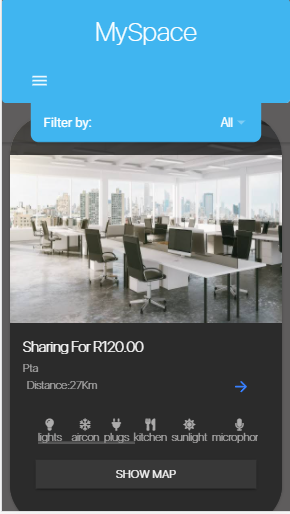 MySpace
Filter by: All
Sharing For R120.00
Pta
Distance:27Km
lights aircon plugs kitchen sunlight microphor
SHOW MAP